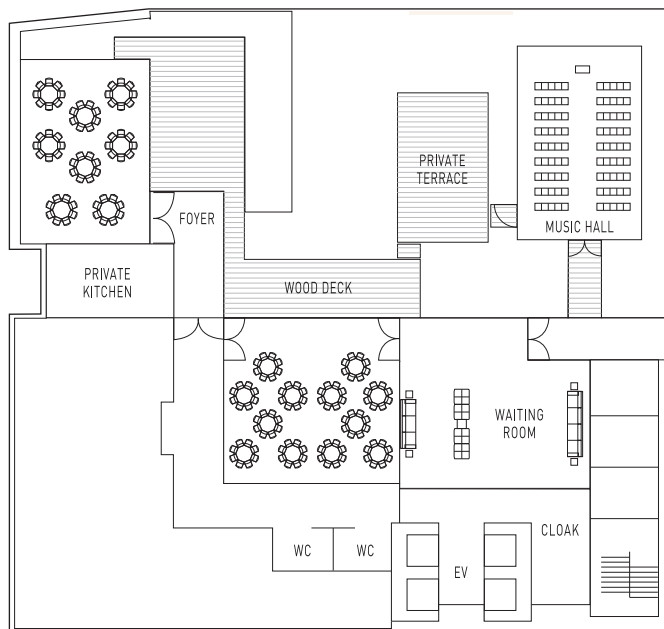 PRIVATE
TERRACE
FOYER
MUSIC HALL
PRIVATE
KITCHEN
WOOD DECK
WAITING
ROOM
WC
WC
EV
CLOAK